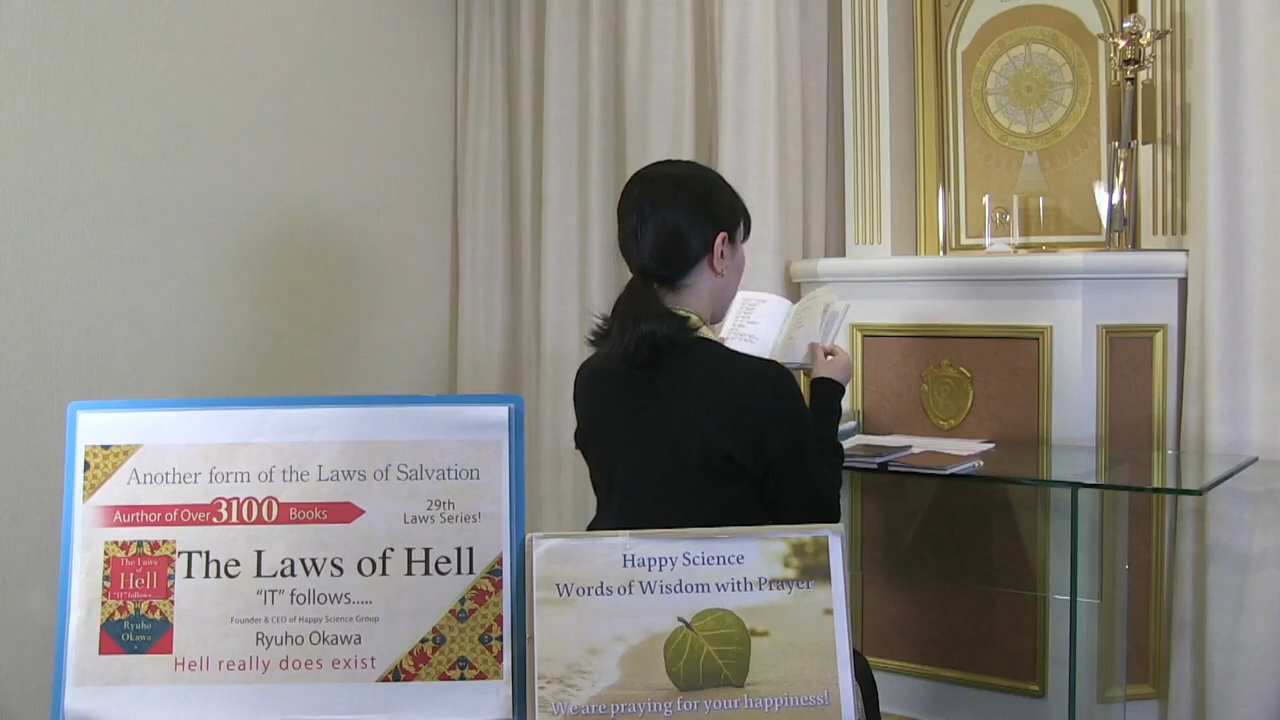 Another form of the Laws of Salvation
Aurthor of Over 3100 Books
29th
Laws Series!
The Laws of Hell
"IT" follows.....
Founder & CEO of Happy Science Group
Ryuho Okawa
Hell really does exist
The Laws
of
Hell
"IT" follows.....
Ryuho
Okawa
Happy Science
Words of Wisdom with Prayer
We are praying for your happiness!